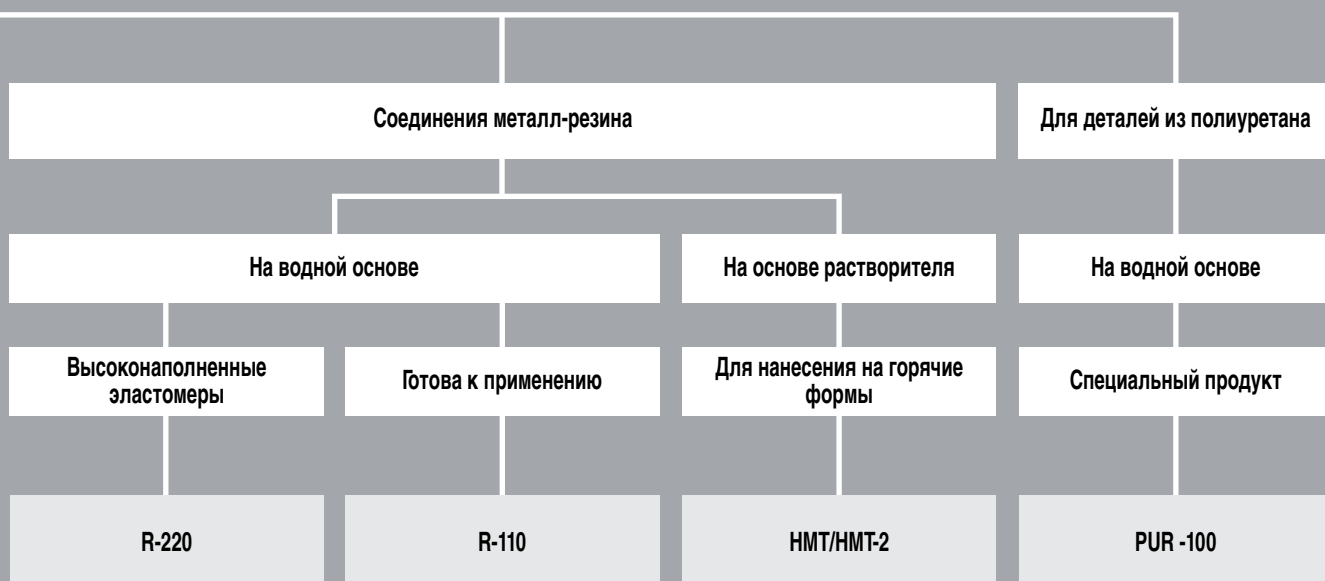 Соединения металл-резина
Для деталей из полиуретана
На водной основе
На основе растворителя
На водной основе
Высоконаполненные
эластомеры
Готова к применению
Для нанесения на горячие
формы
Специальный продукт
R-220
R-110
HMT/HMT-2
PUR -100